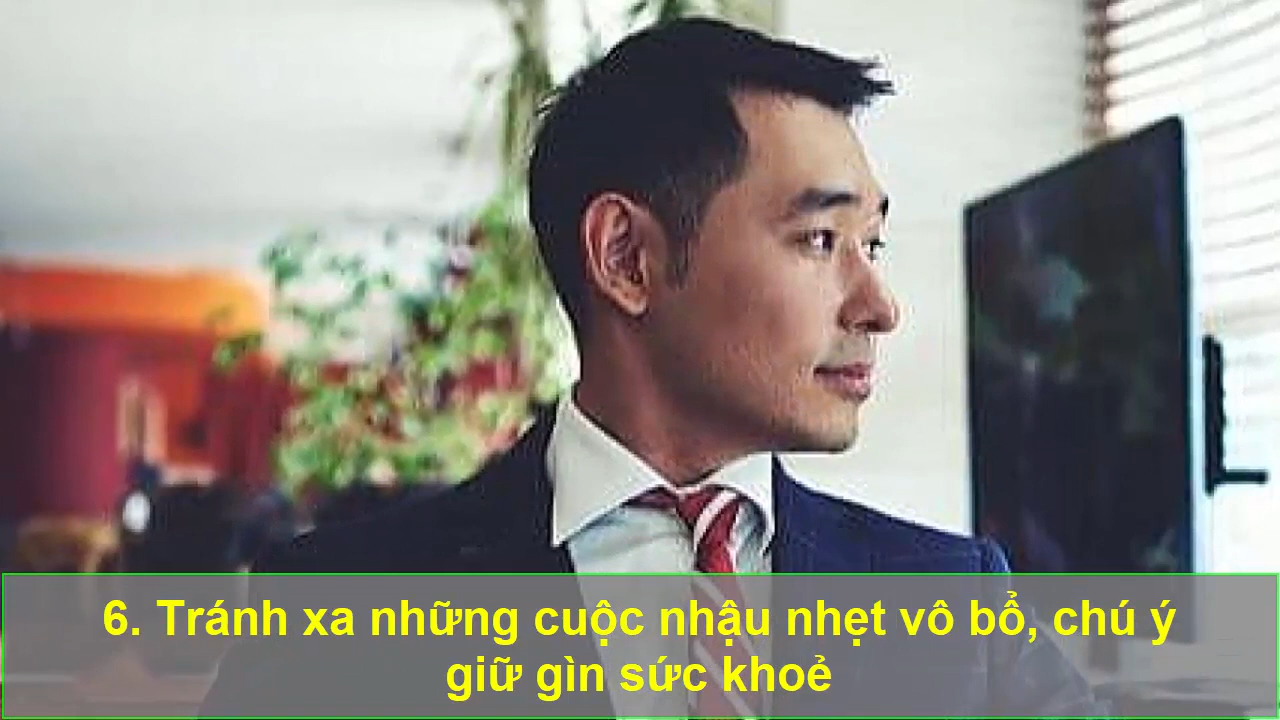 6. Tránh xa những cuộc nhậu nhẹt vô bổ, chú ý
giữ gìn sức khoẻ